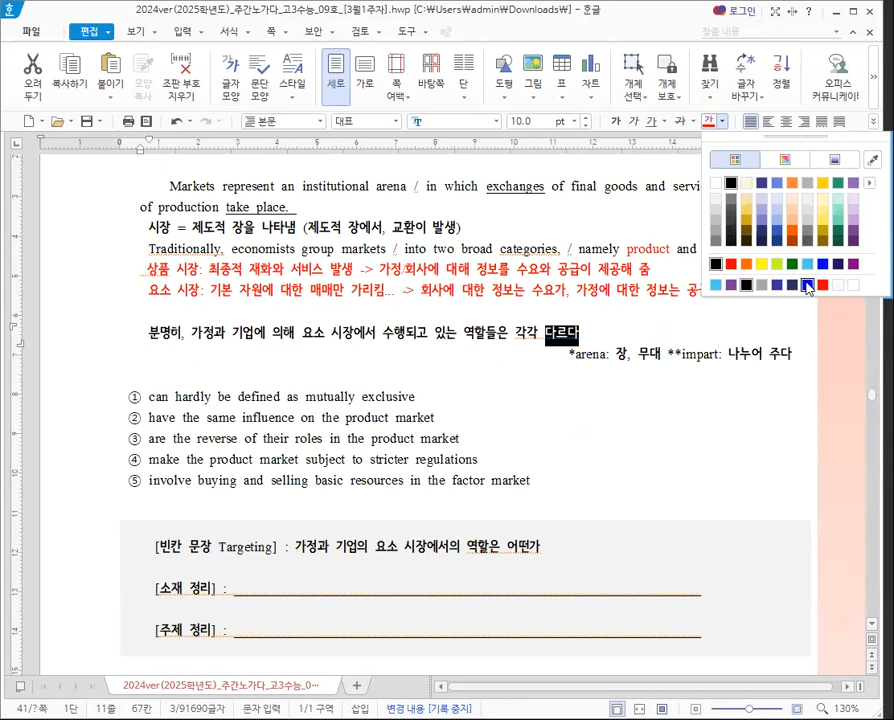 2024ver(2025학년도)_주간노가다_고3수능_09호_[3월1주차].hwp [C:\Users\admin\Downloads\] - 한글
로그인
파일 편집 보기 입력 서식 쪽 보안 검토 도구 찾을 내용
오려 두기 복사하기 붙이기 모양 복사 조판 부호 지우기 글자 모양 문단 모양 스타일 세로 가로 쪽 여백 바탕쪽 단 도형 그림 표 차트 개체 선택 개체 보호 찾기 글자 바꾸기 정렬 오피스 커뮤니케이
본문 대표 10.0 pt 가 가 가 가 가
Markets represent an institutional arena / in which exchanges of final goods and servi
of production take place.
시장 = 제도적 장을 나타냄 (제도적 장에서, 교환이 발생)
Traditionally, economists group markets / into two broad categories, / namely product and
상품 시장: 최종적 재화와 서비스 발생 -> 가정/회사에 대해 정보를 수요와 공급이 제공해 줌
요소 시장: 기본 자원에 대한 매매만 가리킴... -> 회사에 대한 정보는 수요가, 가정에 대한 정보는 공
분명히, 가정과 기업에 의해 요소 시장에서 수행되고 있는 역할들은 각각 다르다
*arena: 장, 무대 **impart: 나누어 주다
① can hardly be defined as mutually exclusive
② have the same influence on the product market
③ are the reverse of their roles in the product market
④ make the product market subject to stricter regulations
⑤ involve buying and selling basic resources in the factor market
[빈칸 문장 Targeting] : 가정과 기업의 요소 시장에서의 역할은 어떤가
[소재 정리] :
[주제 정리] :
2024ver(2025학년도)_주간노가다_고3수능_0…
41/?쪽 1단 11줄 67칸 3/91690글자 문자 입력 1/1 구역 삽입 변경 내용 [기록 중지] 130%